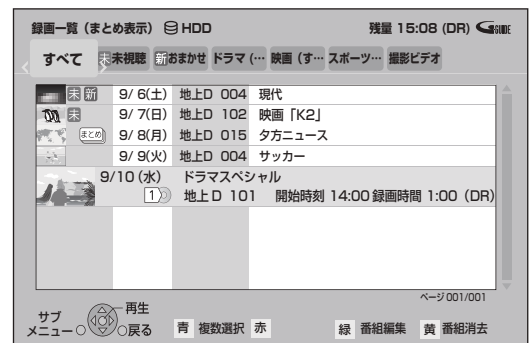 録画一覧（まとめ表示） HDD 残量 15:08 (DR) GGUIDE
すべて 未 未視聴 新 おまかせ ドラマ (… 映画 (す… スポーツ… 撮影ビデオ
未 新 9/ 6(土) 地上D 004 現代
未 9/ 7(日) 地上D 102 映画「K2」
まとめ 9/ 8(月) 地上D 015 夕方ニュース
9/ 9(火) 地上D 004 サッカー
9/10 (水) ドラマスペシャル
1 地上D 101 開始時刻 14:00 録画時間 1:00 (DR)
ページ 001/001
サブメニュー 再生 戻る 青 複数選択 赤 緑 番組編集 黄 番組消去